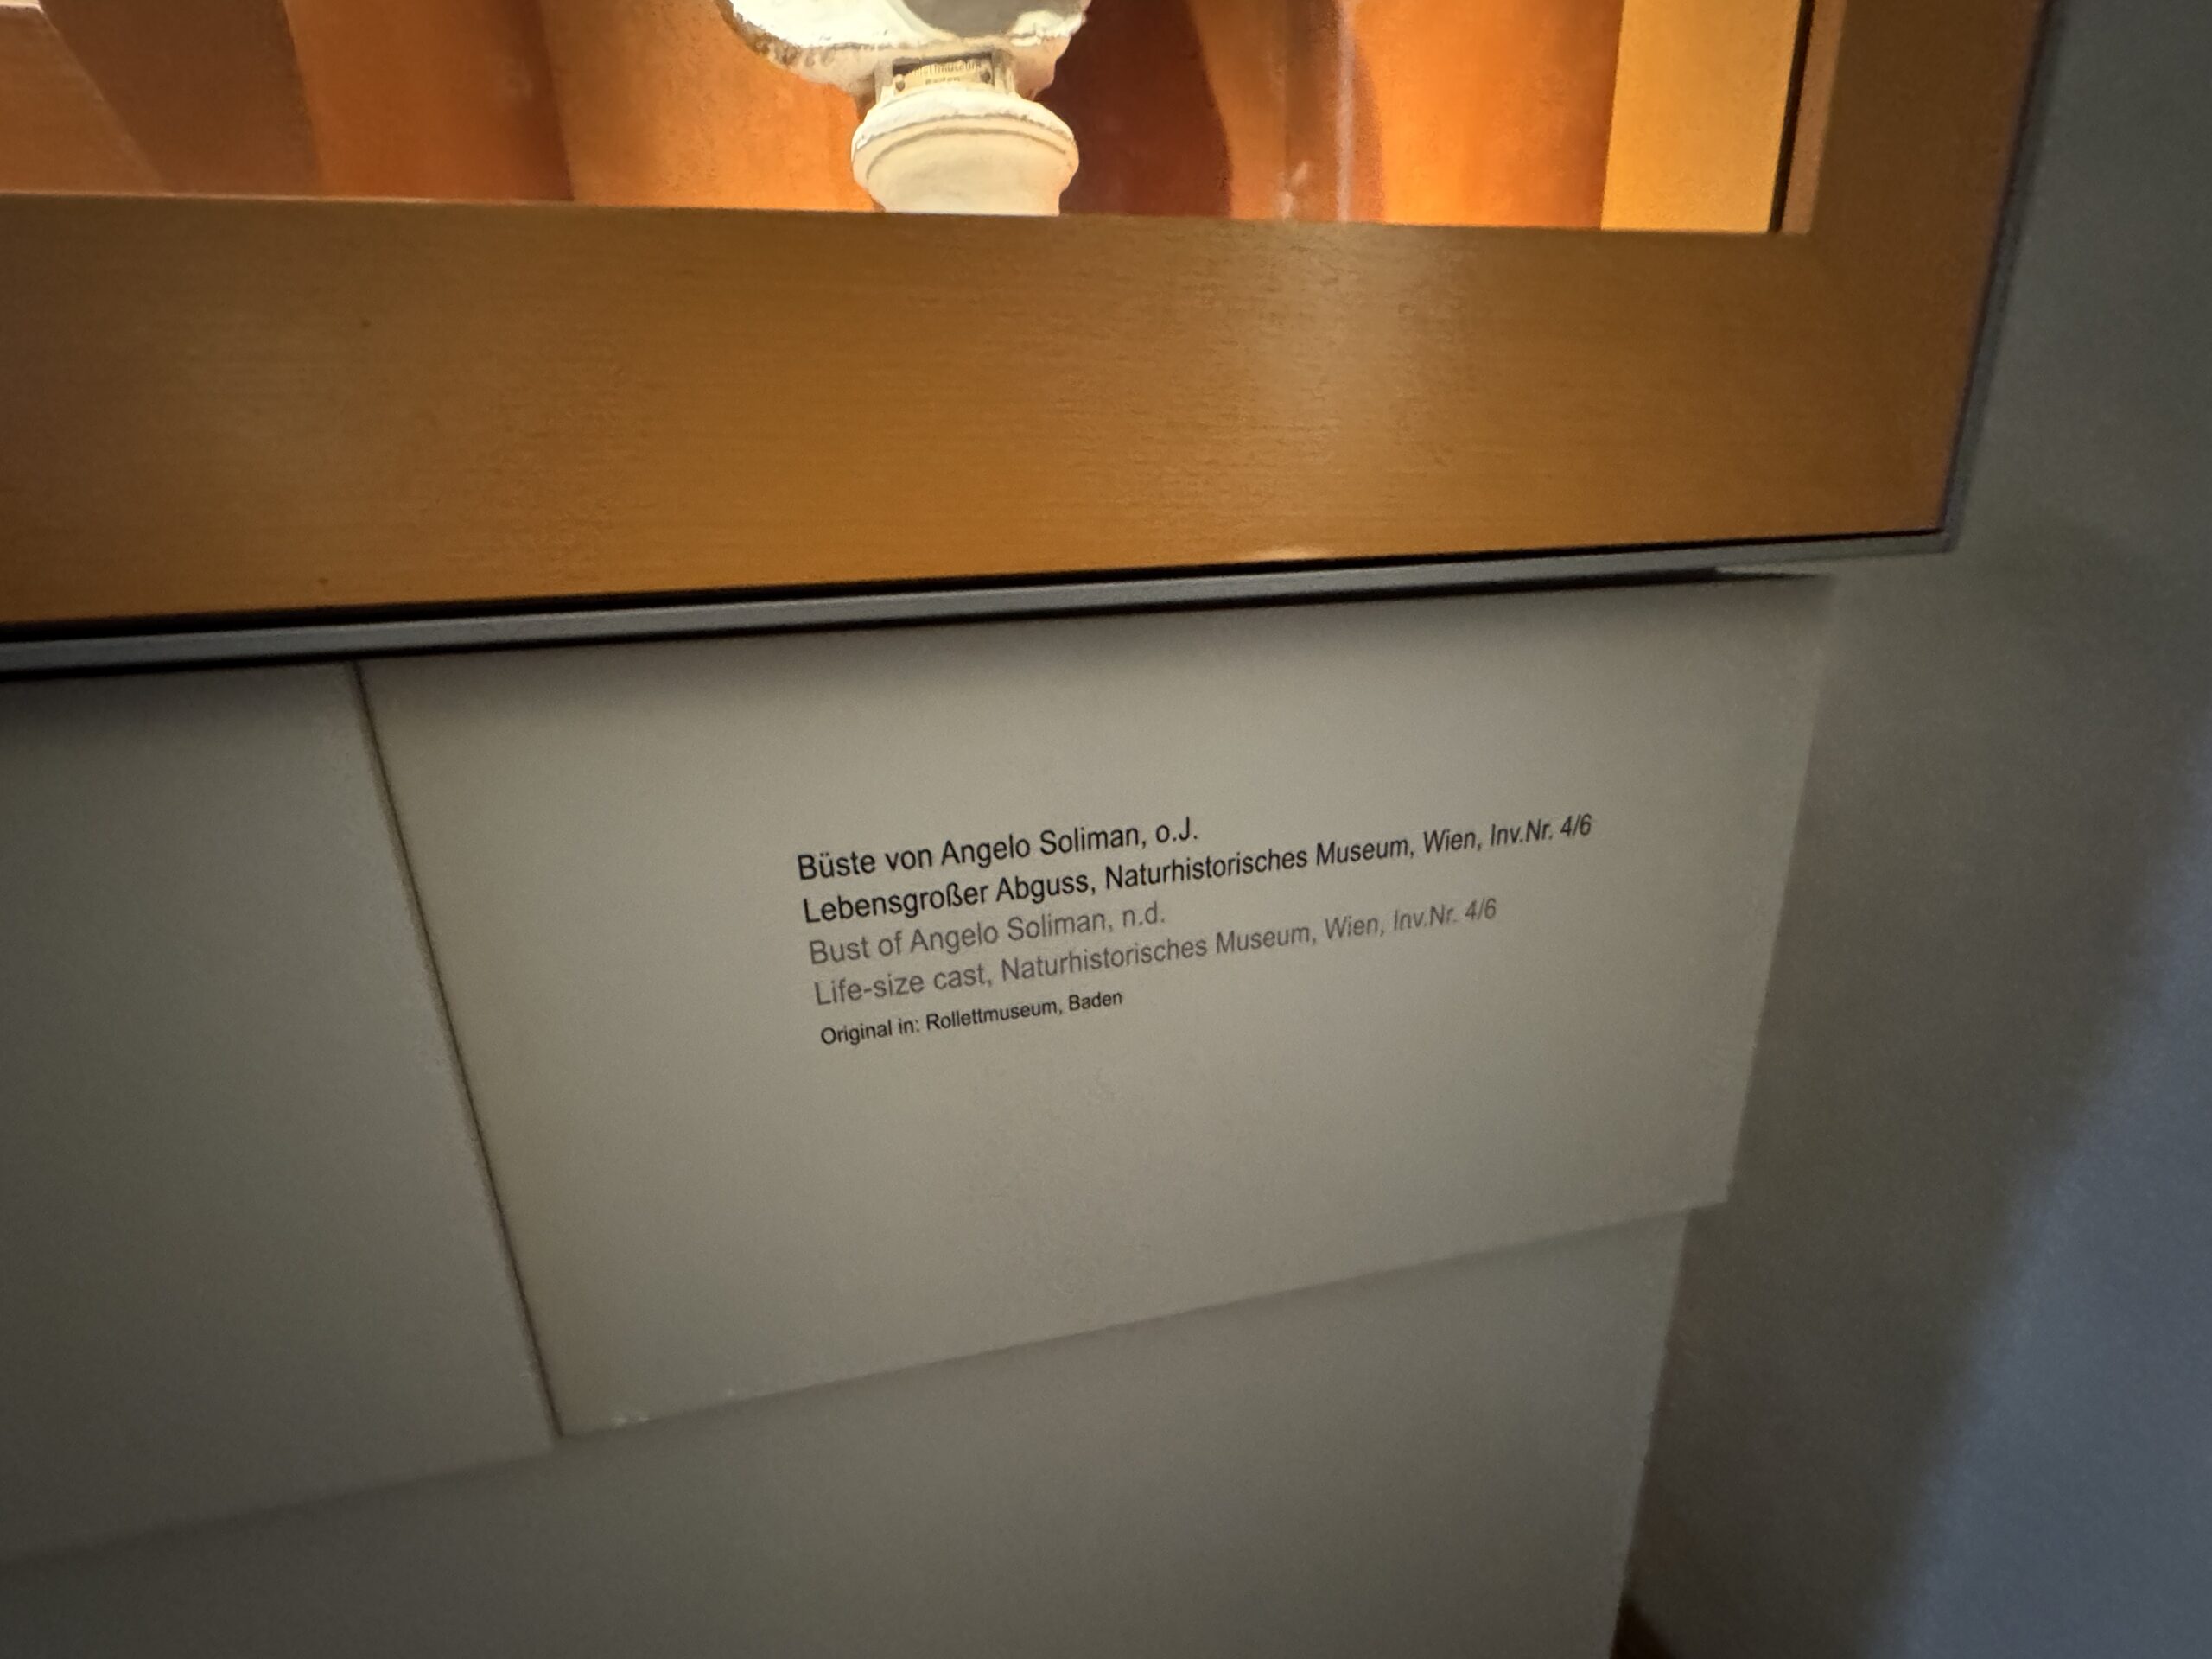 Büste von Angelo Soliman, o.J.
Lebensgroßer Abguss, Naturhistorisches Museum, Wien, Inv.Nr. 4/6
Bust of Angelo Soliman, n.d.
Life-size cast, Naturhistorisches Museum, Wien, Inv.Nr. 4/6
Original in: Rollettmuseum, Baden